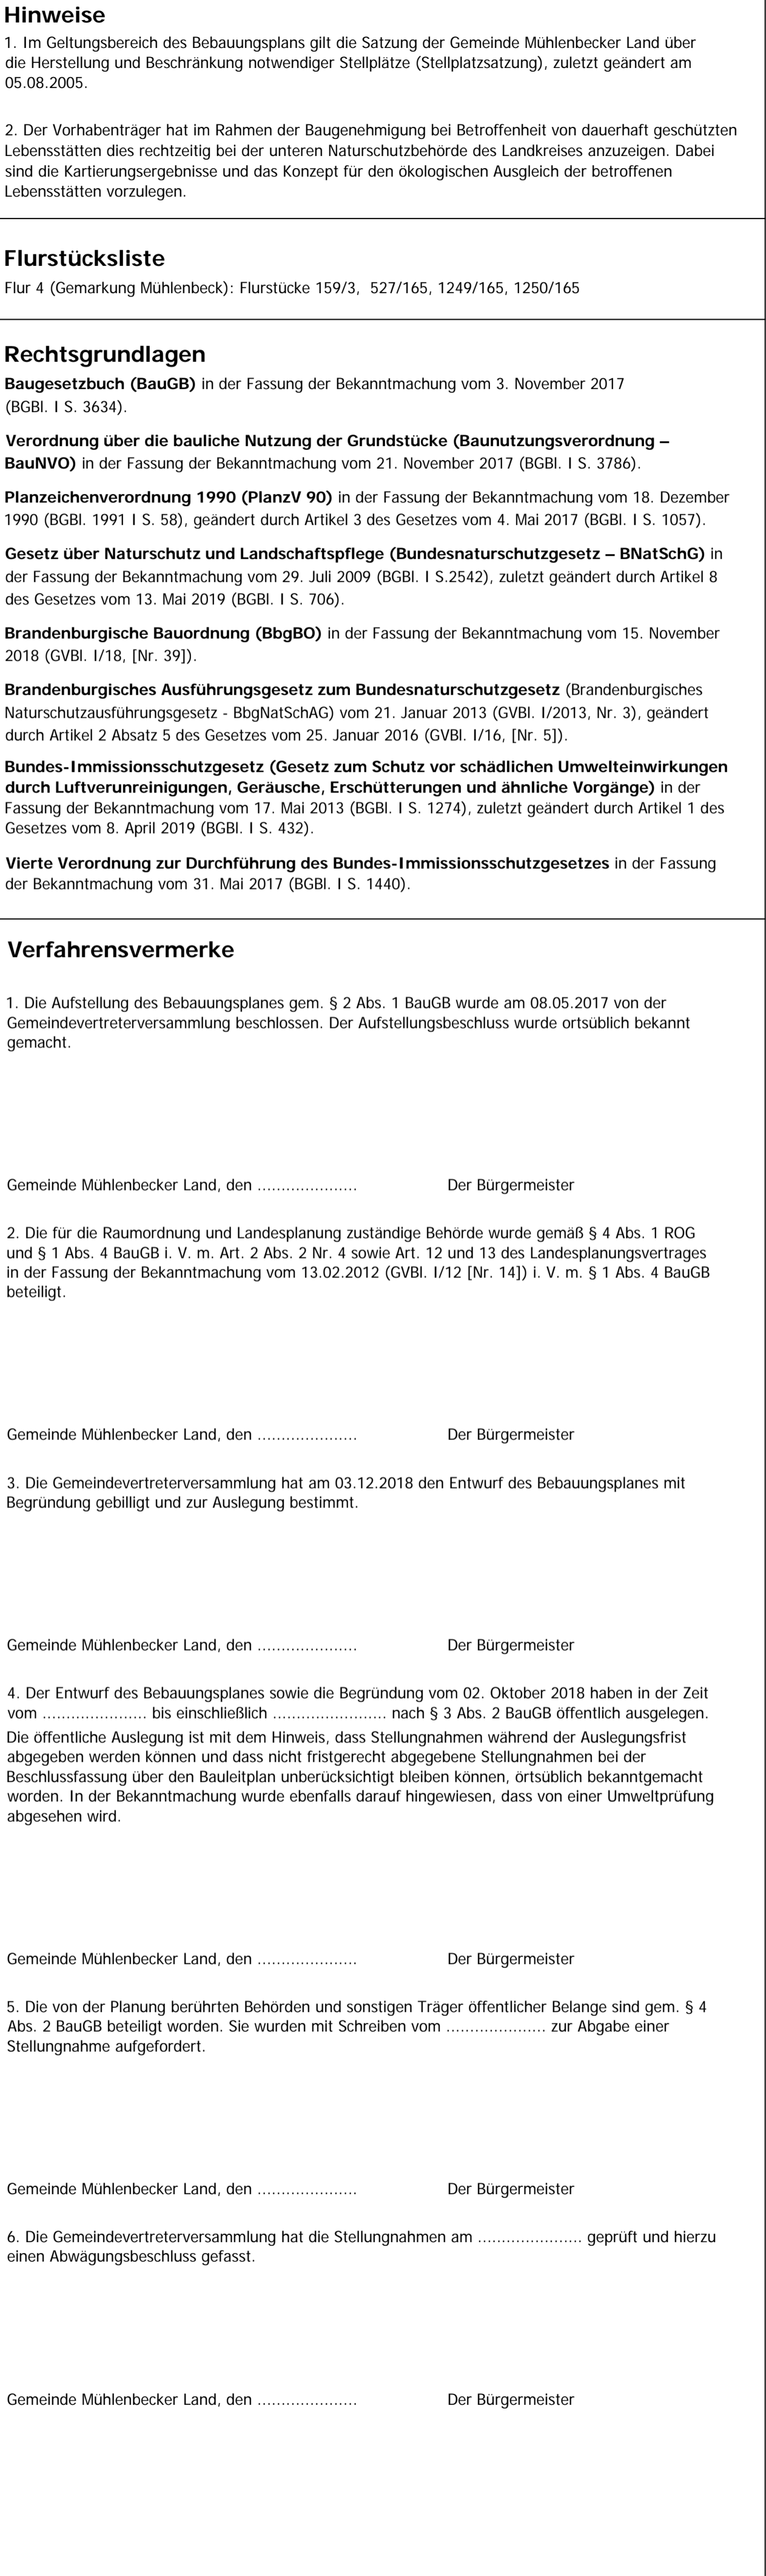 Hinweise
1. Im Geltungsbereich des Bebauungsplans gilt die Satzung der Gemeinde Mühlenbecker Land über
die Herstellung und Beschränkung notwendiger Stellplätze (Stellplatzsatzung), zuletzt geändert am
05.08.2005.
2. Der Vorhabenträger hat im Rahmen der Baugenehmigung bei Betroffenheit von dauerhaft geschützten
Lebensstätten dies rechtzeitig bei der unteren Naturschutzbehörde des Landkreises anzuzeigen. Dabei
sind die Kartierungsergebnisse und das Konzept für den ökologischen Ausgleich der betroffenen
Lebensstätten vorzulegen.
Flurstücksliste
Flur 4 (Gemarkung Mühlenbeck): Flurstücke 159/3, 527/165, 1249/165, 1250/165
Rechtsgrundlagen
Baugesetzbuch (BauGB) in der Fassung der Bekanntmachung vom 3. November 2017
(BGBl. I S. 3634).
Verordnung über die bauliche Nutzung der Grundstücke (Baunutzungsverordnung –
BauNVO) in der Fassung der Bekanntmachung vom 21. November 2017 (BGBl. I S. 3786).
Planzeichenverordnung 1990 (PlanzV 90) in der Fassung der Bekanntmachung vom 18. Dezember
1990 (BGBl. 1991 I S. 58), geändert durch Artikel 3 des Gesetzes vom 4. Mai 2017 (BGBl. I S. 1057).
Gesetz über Naturschutz und Landschaftspflege (Bundesnaturschutzgesetz – BNatSchG) in
der Fassung der Bekanntmachung vom 29. Juli 2009 (BGBl. I S.2542), zuletzt geändert durch Artikel 8
des Gesetzes vom 13. Mai 2019 (BGBl. I S. 706).
Brandenburgische Bauordnung (BbgBO) in der Fassung der Bekanntmachung vom 15. November
2018 (GVBl. I/18, [Nr. 39]).
Brandenburgisches Ausführungsgesetz zum Bundesnaturschutzgesetz (Brandenburgisches
Naturschutzausführungsgesetz - BbgNatSchAG) vom 21. Januar 2013 (GVBl. I/2013, Nr. 3), geändert
durch Artikel 2 Absatz 5 des Gesetzes vom 25. Januar 2016 (GVBl. I/16, [Nr. 5]).
Bundes-Immissionsschutzgesetz (Gesetz zum Schutz vor schädlichen Umwelteinwirkungen
durch Luftverunreinigungen, Geräusche, Erschütterungen und ähnliche Vorgänge) in der
Fassung der Bekanntmachung vom 17. Mai 2013 (BGBl. I S. 1274), zuletzt geändert durch Artikel 1 des
Gesetzes vom 8. April 2019 (BGBl. I S. 432).
Vierte Verordnung zur Durchführung des Bundes-Immissionsschutzgesetzes in der Fassung
der Bekanntmachung vom 31. Mai 2017 (BGBl. I S. 1440).
Verfahrensvermerke
1. Die Aufstellung des Bebauungsplanes gem. § 2 Abs. 1 BauGB wurde am 08.05.2017 von der
Gemeindevertreterversammlung beschlossen. Der Aufstellungsbeschluss wurde ortsüblich bekannt
gemacht.
Gemeinde Mühlenbecker Land, den ..................... Der Bürgermeister
2. Die für die Raumordnung und Landesplanung zuständige Behörde wurde gemäß § 4 Abs. 1 ROG
und § 1 Abs. 4 BauGB i. V. m. Art. 2 Abs. 2 Nr. 4 sowie Art. 12 und 13 des Landesplanungsvertrages
in der Fassung der Bekanntmachung vom 13.02.2012 (GVBl. I/12 [Nr. 14]) i. V. m. § 1 Abs. 4 BauGB
beteiligt.
Gemeinde Mühlenbecker Land, den ..................... Der Bürgermeister
3. Die Gemeindevertreterversammlung hat am 03.12.2018 den Entwurf des Bebauungsplanes mit
Begründung gebilligt und zur Auslegung bestimmt.
Gemeinde Mühlenbecker Land, den ..................... Der Bürgermeister
4. Der Entwurf des Bebauungsplanes sowie die Begründung vom 02. Oktober 2018 haben in der Zeit
vom ...................... bis einschließlich ........................ nach § 3 Abs. 2 BauGB öffentlich ausgelegen.
Die öffentliche Auslegung ist mit dem Hinweis, dass Stellungnahmen während der Auslegungsfrist
abgegeben werden können und dass nicht fristgerecht abgegebene Stellungnahmen bei der
Beschlussfassung über den Bauleitplan unberücksichtigt bleiben können, örtsüblich bekanntgemacht
worden. In der Bekanntmachung wurde ebenfalls darauf hingewiesen, dass von einer Umweltprüfung
abgesehen wird.
Gemeinde Mühlenbecker Land, den ..................... Der Bürgermeister
5. Die von der Planung berührten Behörden und sonstigen Träger öffentlicher Belange sind gem. § 4
Abs. 2 BauGB beteiligt worden. Sie wurden mit Schreiben vom ..................... zur Abgabe einer
Stellungnahme aufgefordert.
Gemeinde Mühlenbecker Land, den ..................... Der Bürgermeister
6. Die Gemeindevertreterversammlung hat die Stellungnahmen am ...................... geprüft und hierzu
einen Abwägungsbeschluss gefasst.
Gemeinde Mühlenbecker Land, den ..................... Der Bürgermeister